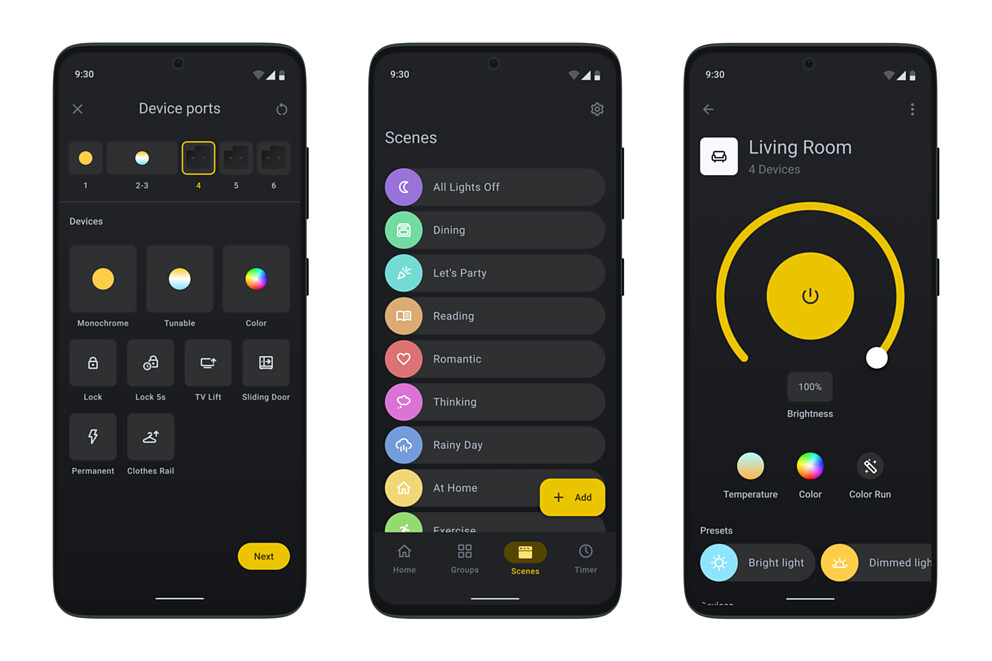 9:30
Device ports
1
2-3
4
5
6
Devices
Monochrome
Tunable
Color
Lock
Lock 5s
TV Lift
Sliding Door
Permanent
Clothes Rail
Next
9:30
Scenes
All Lights Off
Dining
Let's Party
Reading
Romantic
Thinking
Rainy Day
At Home
Add
Exercise
Home
Groups
Scenes
Timer
9:30
Living Room
4 Devices
100%
Brightness
Temperature
Color
Color Run
Presets
Bright light
Dimmed ligh